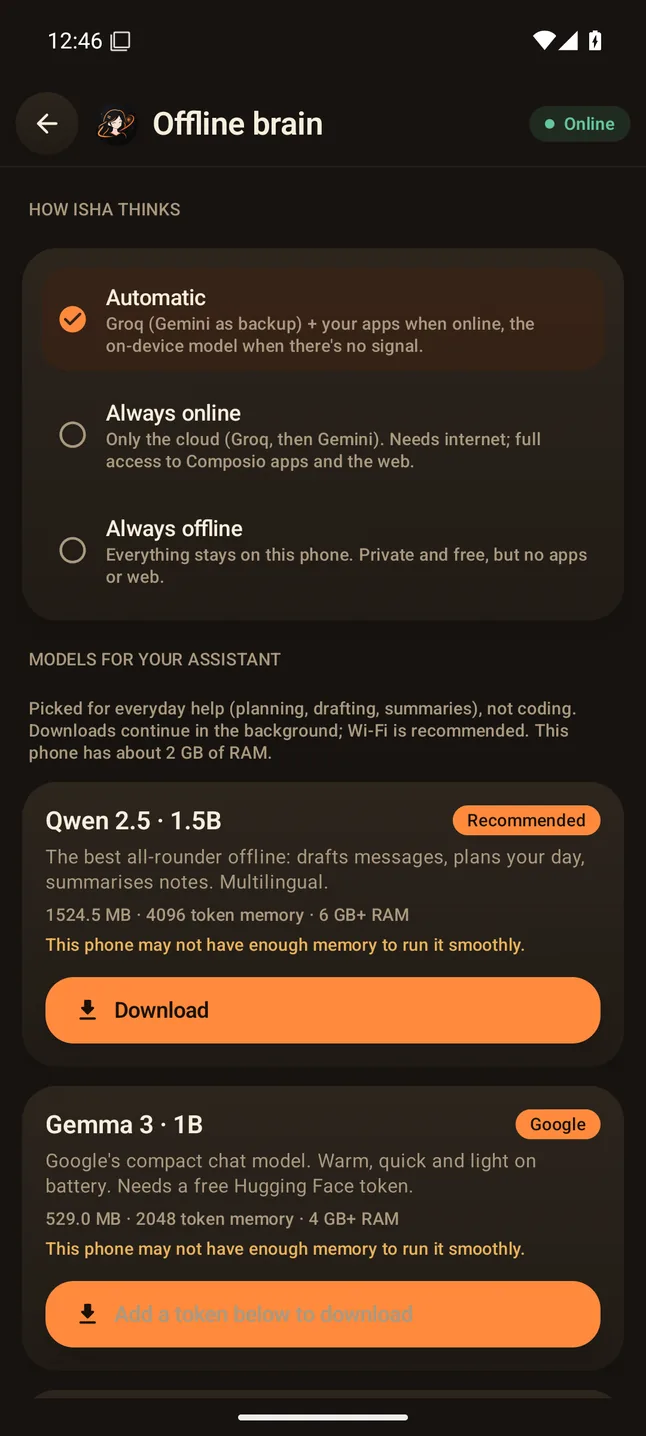 12:46
Offline brain
Online
HOW ISHA THINKS
Automatic
Groq (Gemini as backup) + your apps when online, the
on-device model when there's no signal.
Always online
Only the cloud (Groq, then Gemini). Needs internet; full
access to Composio apps and the web.
Always offline
Everything stays on this phone. Private and free, but no apps
or web.
MODELS FOR YOUR ASSISTANT
Picked for everyday help (planning, drafting, summaries), not coding.
Downloads continue in the background; Wi-Fi is recommended. This
phone has about 2 GB of RAM.
Qwen 2.5 · 1.5B
Recommended
The best all-rounder offline: drafts messages, plans your day,
summarises notes. Multilingual.
1524.5 MB · 4096 token memory · 6 GB+ RAM
This phone may not have enough memory to run it smoothly.
Download
Gemma 3 · 1B
Google
Google's compact chat model. Warm, quick and light on
battery. Needs a free Hugging Face token.
529.0 MB · 2048 token memory · 4 GB+ RAM
This phone may not have enough memory to run it smoothly.
Add a token below to download